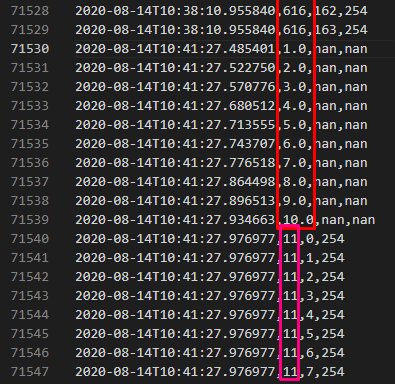 71528 2020-08-14T10:38:10.955840,616,162,254
71529 2020-08-14T10:38:10.955840,616,163,254
71530 2020-08-14T10:41:27.485401,1.0,nan,nan
71531 2020-08-14T10:41:27.522750,2.0,nan,nan
71532 2020-08-14T10:41:27.570776,3.0,nan,nan
71533 2020-08-14T10:41:27.680512,4.0,nan,nan
71534 2020-08-14T10:41:27.713555,5.0,nan,nan
71535 2020-08-14T10:41:27.743707,6.0,nan,nan
71536 2020-08-14T10:41:27.776518,7.0,nan,nan
71537 2020-08-14T10:41:27.864498,8.0,nan,nan
71538 2020-08-14T10:41:27.896513,9.0,nan,nan
71539 2020-08-14T10:41:27.934663,10.0,nan,nan
71540 2020-08-14T10:41:27.976977,11,0,254
71541 2020-08-14T10:41:27.976977,11,1,254
71542 2020-08-14T10:41:27.976977,11,2,254
71543 2020-08-14T10:41:27.976977,11,3,254
71544 2020-08-14T10:41:27.976977,11,4,254
71545 2020-08-14T10:41:27.976977,11,5,254
71546 2020-08-14T10:41:27.976977,11,6,254
71547 2020-08-14T10:41:27.976977,11,7,254